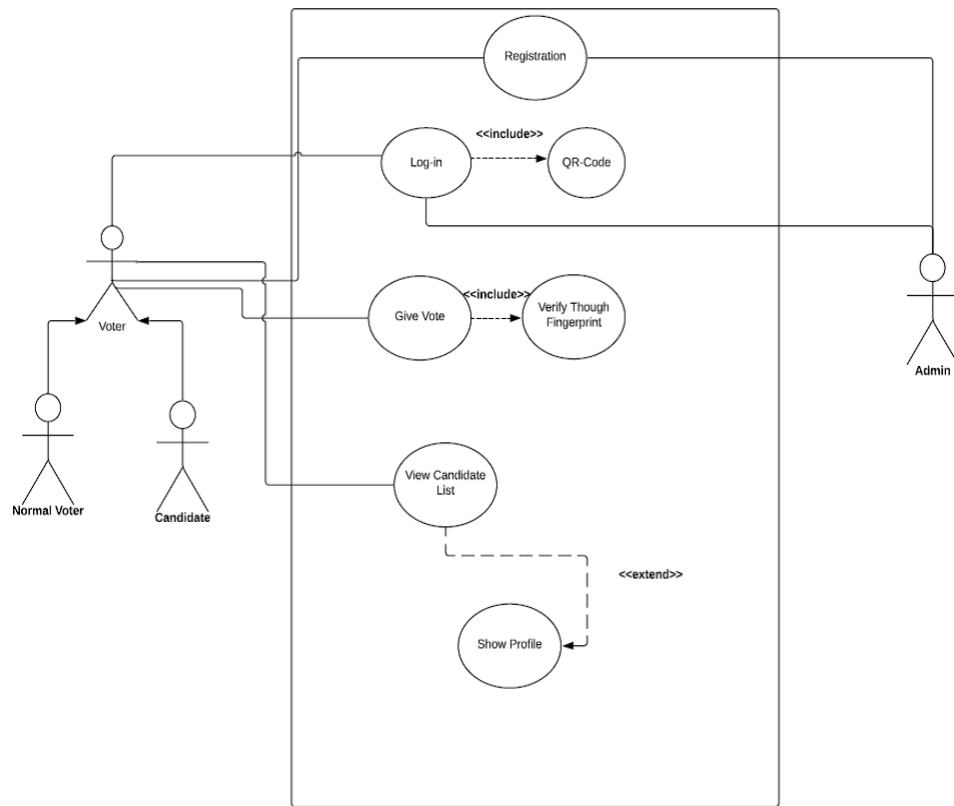 Registration
<<include>>
Log-in
QR-Code
<<include>>
Give Vote
Verify Though
Fingerprint
Voter
Admin
View Candidate
List
Normal Voter
Candidate
<<extend>>
Show Profile